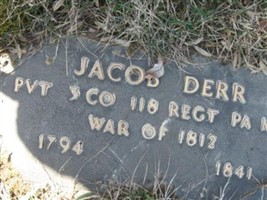 JACOB DERR
PVT 3 CO 118 REGT PA M
WAR OF 1812
1794 1841